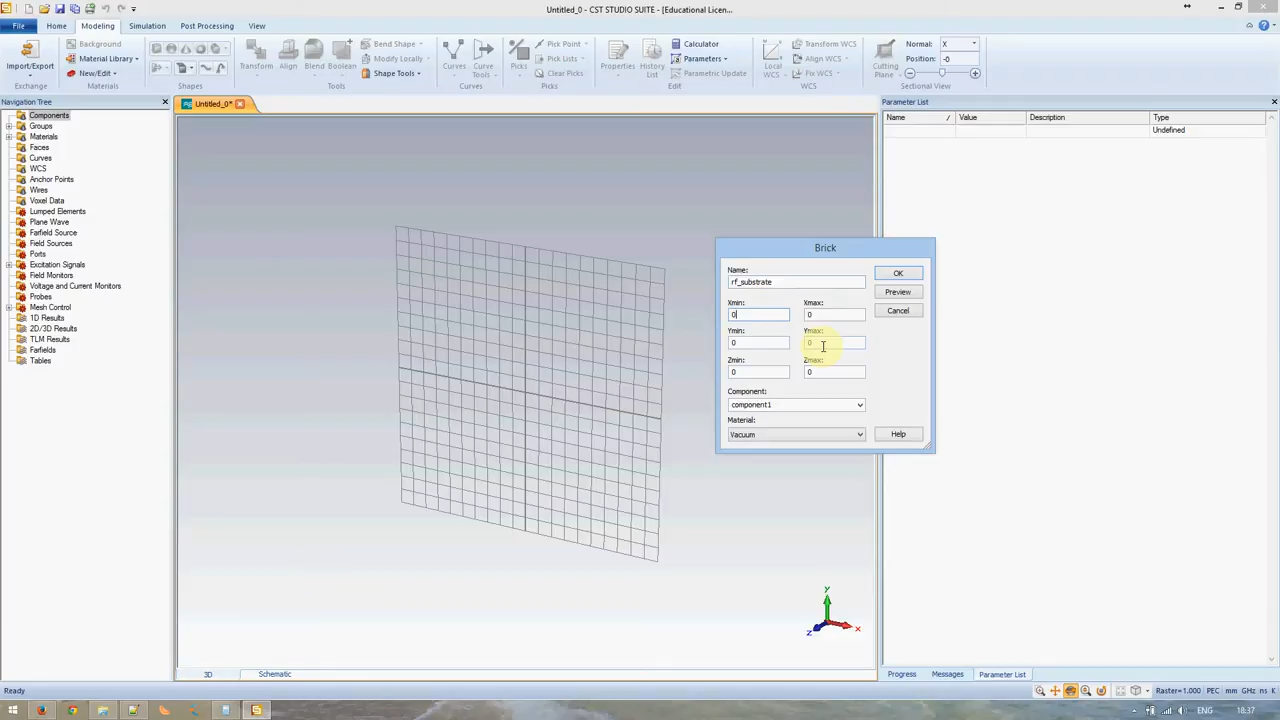 Untitled_0 - CST STUDIO SUITE - [Educational Licen...
File Home Modeling Simulation Post Processing View
Background
Material Library
New/Edit
Import/Export
Exchange
Materials
Shapes
Transform Align Blend Boolean
Bend Shape
Modify Locally
Shape Tools
Tools
Curves
Curve Tools
Curves
Picks
Pick Point
Pick Lists
Clear Picks
Picks
Properties
History List
Calculator
Parameters
Parametric Update
Edit
Local WCS
Transform WCS
Align WCS
Fix WCS
WCS
Cutting Plane
Normal: X
Position: -0
Sectional View
Navigation Tree
Components
Groups
Materials
Faces
Curves
WCS
Anchor Points
Wires
Voxel Data
Lumped Elements
Plane Wave
Farfield Source
Field Sources
Ports
Excitation Signals
Field Monitors
Voltage and Current Monitors
Probes
Mesh Control
1D Results
2D/3D Results
TLM Results
Farfields
Tables
Untitled_0*
Brick
Name:
rf_substrate
OK
Preview
Cancel
Xmin: Xmax:
0 0
Ymin: Ymax:
0 0
Zmin: Zmax:
0 0
Component:
component1
Material:
Vacuum
Help
y
x
z
3D Schematic
Parameter List
Name / Value Description Type
Undefined
Progress Messages Parameter List
Ready
Raster=1.000 PEC mm GHz ns K
ENG 18:37